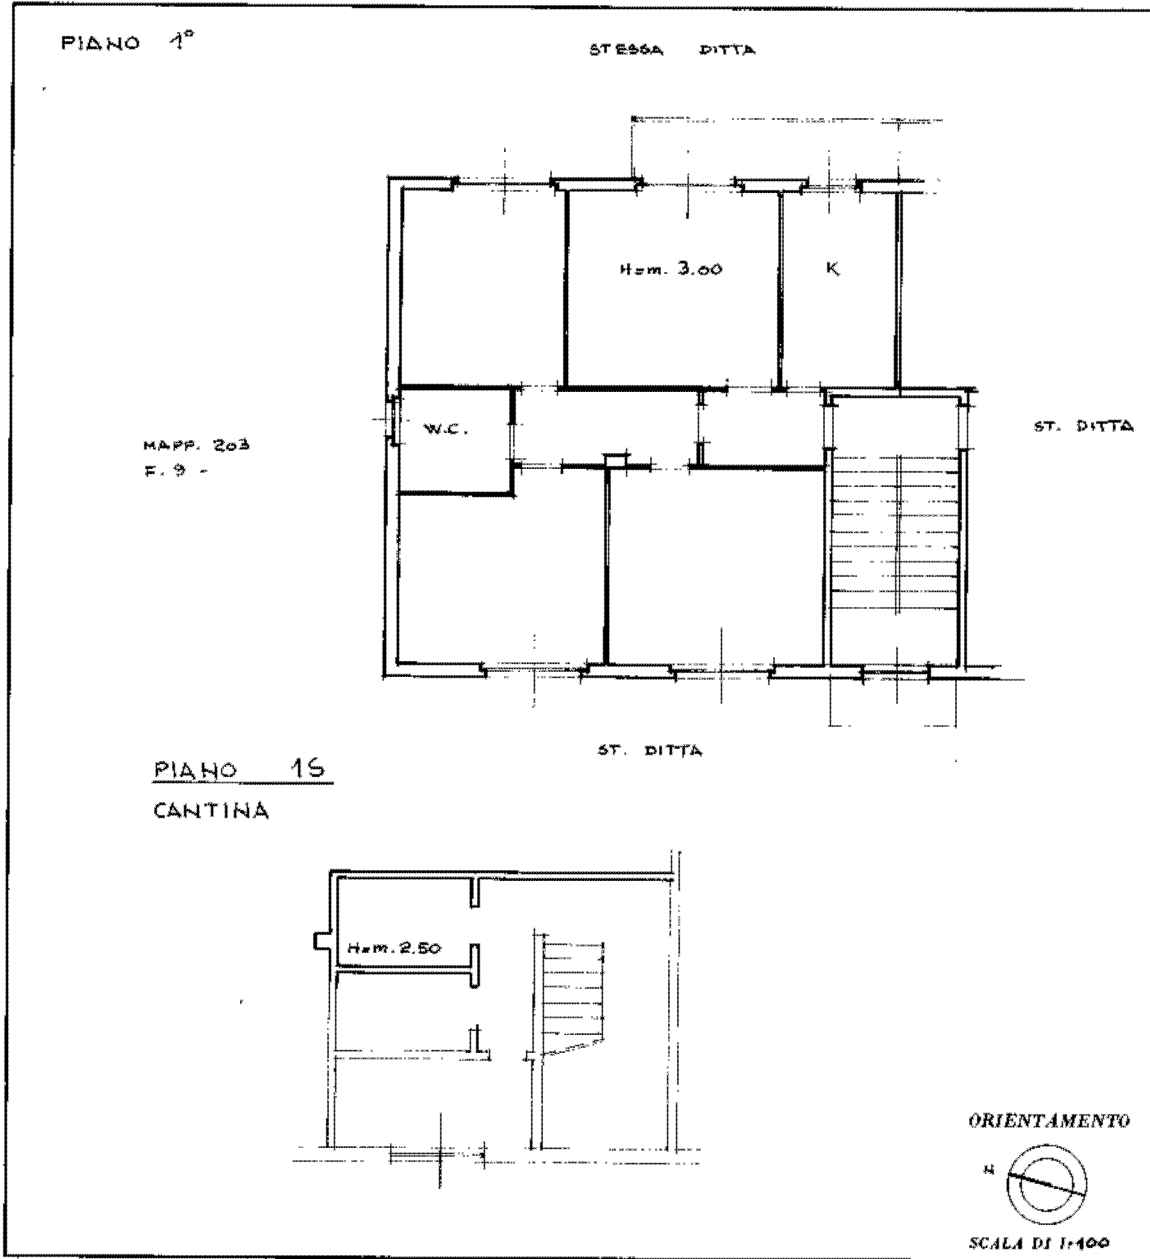 PIANO 1°
STESSA DITTA
H=m. 3.00
K
W.C.
MAPP. 203
F. 9 -
ST. DITTA
ST. DITTA
PIANO 1S
CANTINA
H=m. 2.50
ORIENTAMENTO
N
SCALA DI 1:100